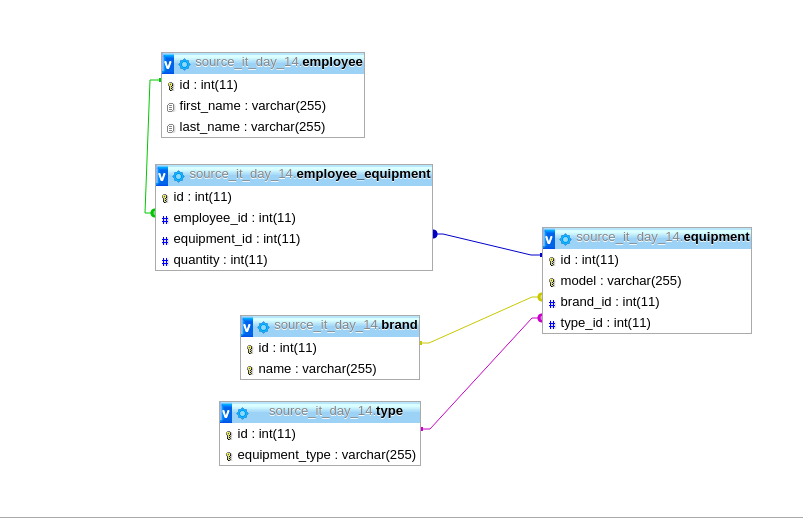 v source_it_day_14.employee
id : int(11)
first_name : varchar(255)
last_name : varchar(255)
v source_it_day_14.employee_equipment
id : int(11)
# employee_id : int(11)
# equipment_id : int(11)
# quantity : int(11)
v source_it_day_14.equipment
id : int(11)
model : varchar(255)
# brand_id : int(11)
# type_id : int(11)
v source_it_day_14.brand
id : int(11)
name : varchar(255)
v source_it_day_14.type
id : int(11)
equipment_type : varchar(255)